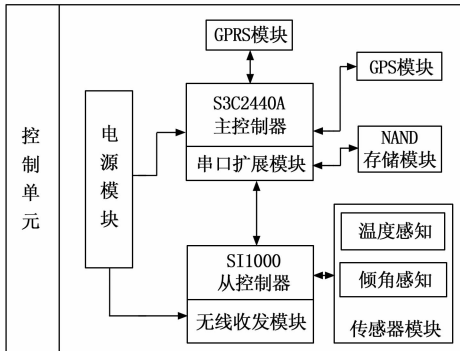 控制单元
电源模块
GPRS模块
S3C2440A
主控制器
串口扩展模块
GPS模块
NAND
存储模块
SI1000
从控制器
无线收发模块
温度感知
倾角感知
传感器模块